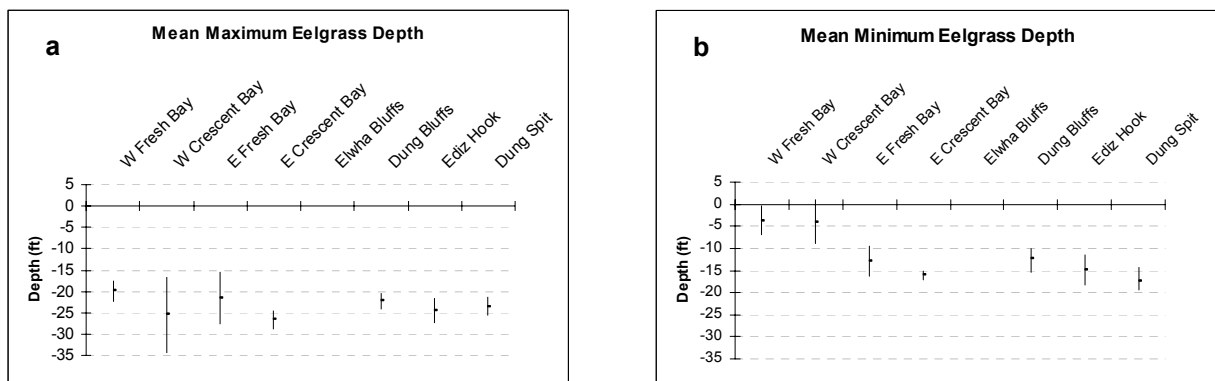 a
Mean Maximum Eelgrass Depth
W Fresh Bay
W Crescent Bay
E Fresh Bay
E Crescent Bay
Elwha Bluffs
Dung Bluffs
Ediz Hook
Dung Spit
5
0
-5
-10
-15
-20
-25
-30
-35
Depth (ft)
b
Mean Minimum Eelgrass Depth
W Fresh Bay
W Crescent Bay
E Fresh Bay
E Crescent Bay
Elwha Bluffs
Dung Bluffs
Ediz Hook
Dung Spit
5
0
-5
-10
-15
-20
-25
-30
-35
Depth (ft)